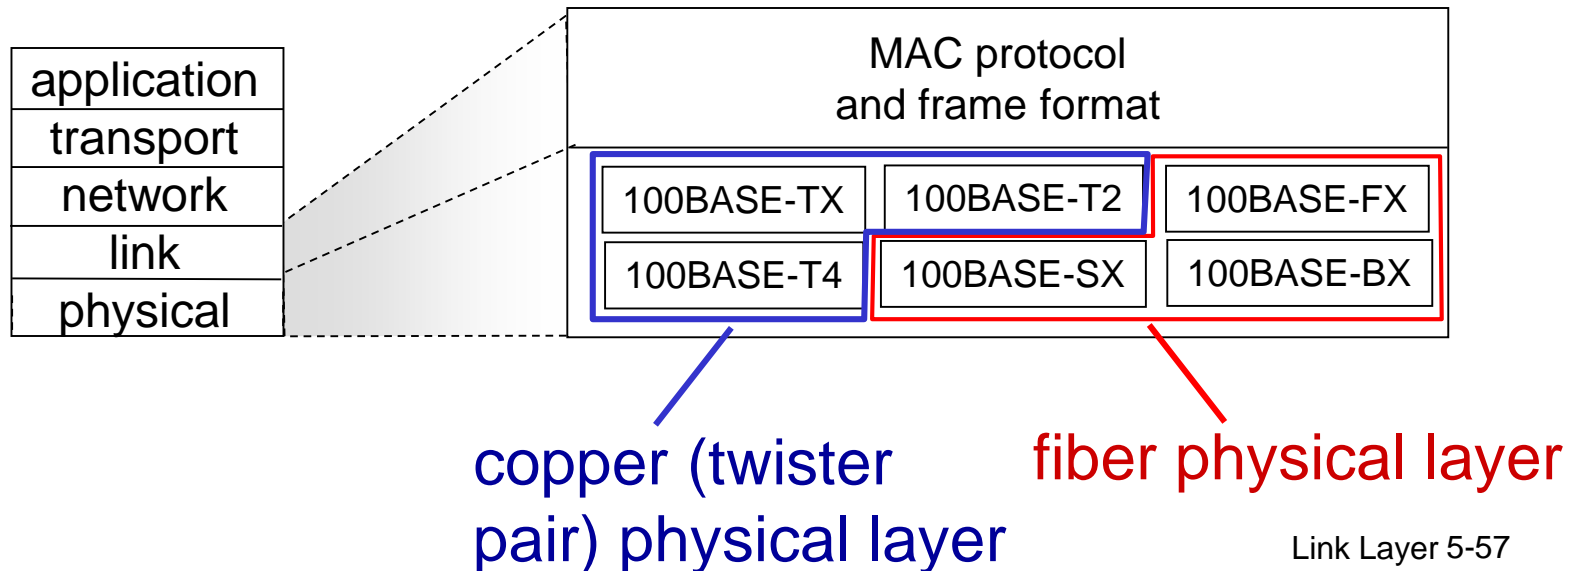 application
transport
network
link
physical
MAC protocol
and frame format
100BASE-TX
100BASE-T2
100BASE-FX
100BASE-T4
100BASE-SX
100BASE-BX
copper (twister
pair) physical layer
fiber physical layer
Link Layer 5-57